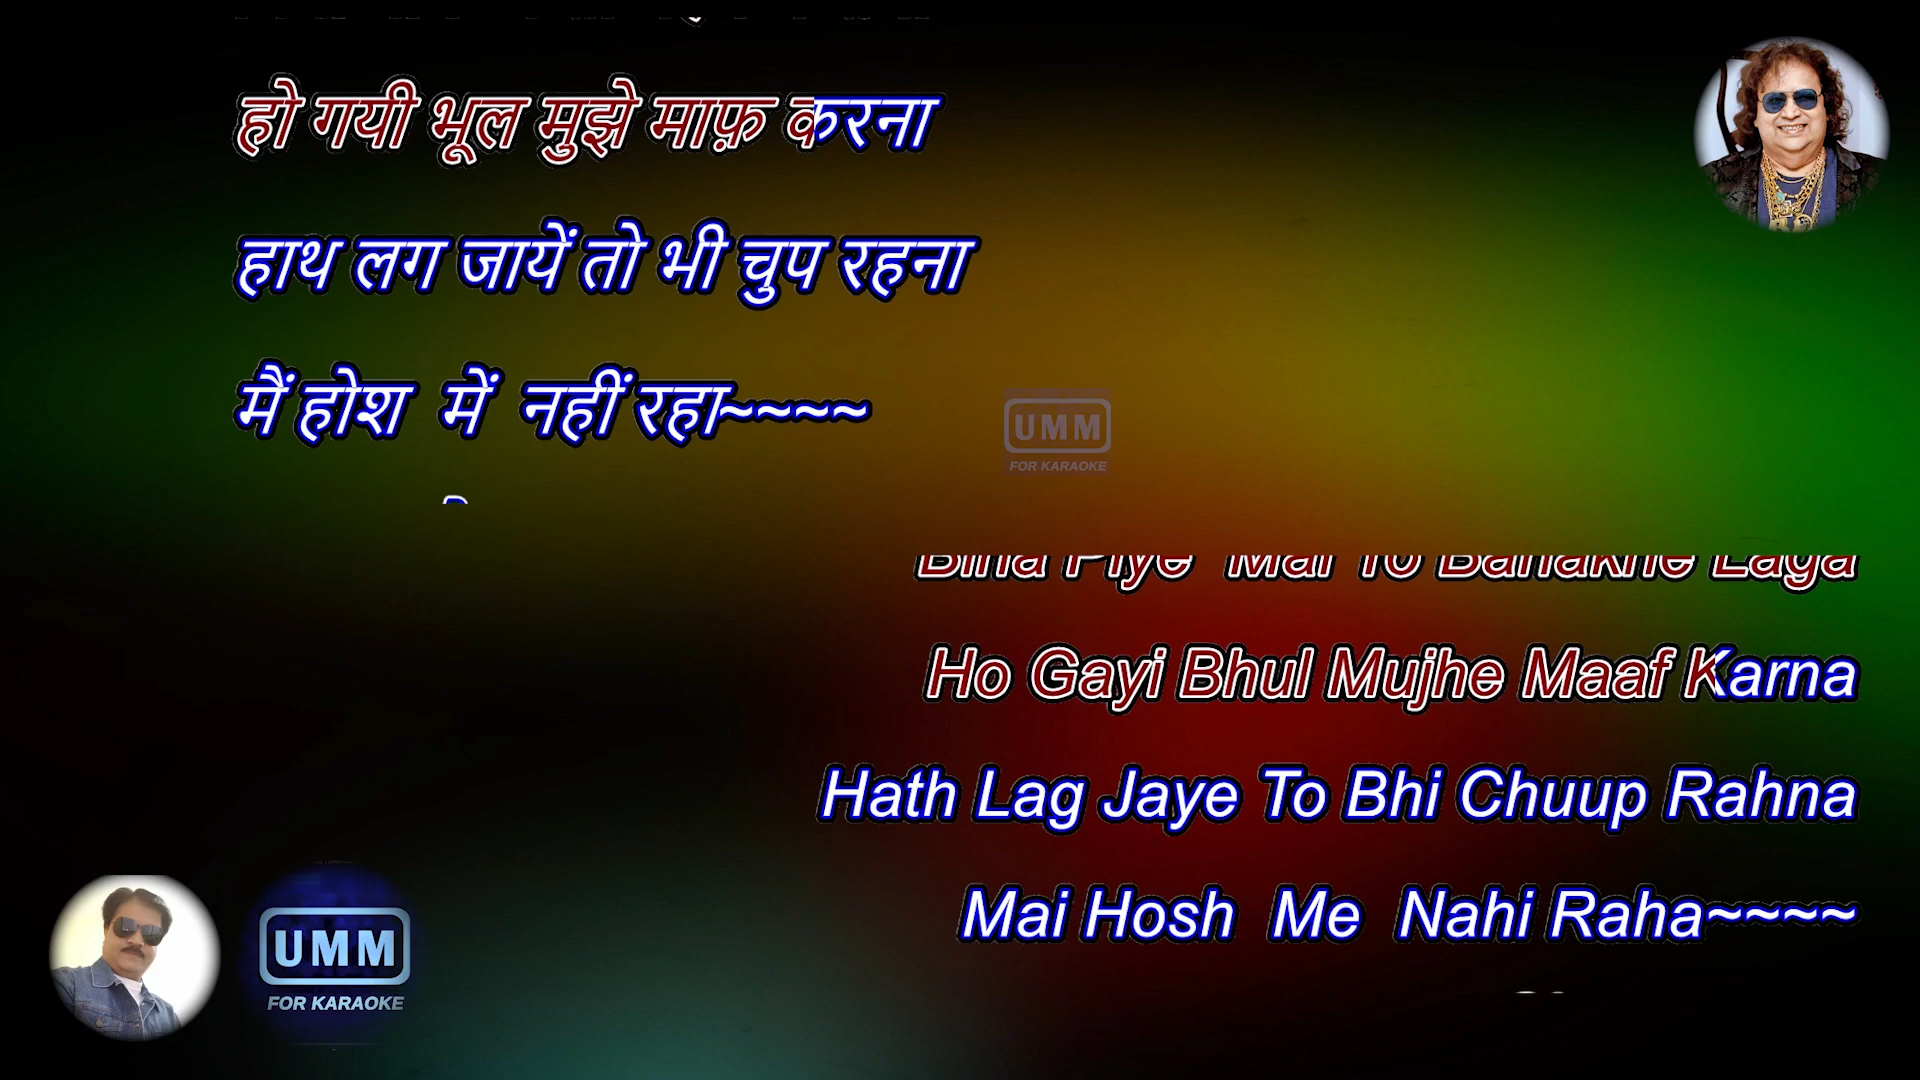 हो गयी भूल मुझे माफ़ करना
हाथ लग जायें तो भी चुप रहना
मैं होश में नहीं रहा~~~~
UMM
FOR KARAOKE
Bina Piye Mai To Bahakne Laga
Ho Gayi Bhul Mujhe Maaf Karna
Hath Lag Jaye To Bhi Chuup Rahna
Mai Hosh Me Nahi Raha~~~~
UMM
FOR KARAOKE